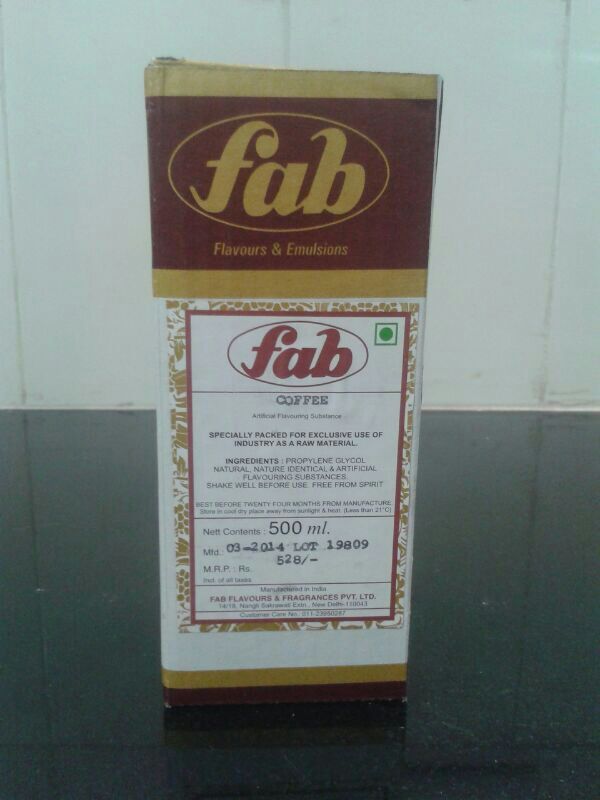 fab
Flavours & Emulsions
fab
COFFEE
Artificial Flavouring Substance
SPECIALLY PACKED FOR EXCLUSIVE USE OF
INDUSTRY AS A RAW MATERIAL.
INGREDIENTS : PROPYLENE GLYCOL
NATURAL, NATURE IDENTICAL & ARTIFICIAL
FLAVOURING SUBSTANCES.
SHAKE WELL BEFORE USE. FREE FROM SPIRIT
BEST BEFORE TWENTY FOUR MONTHS FROM MANUFACTURE.
Store in cool dry place away from sunlight & heat. (Less than 21°C)
Nett Contents : 500 ml.
Mfd.: 03-2014 LOT 19809
M.R.P. : Rs. 528/-
Incl. of all taxes
Manufactured in India
FAB FLAVOURS & FRAGRANCES PVT. LTD.
14/18, Nangli Sakrawati Extn., New Delhi-110043
Customer Care No. 011-23950287